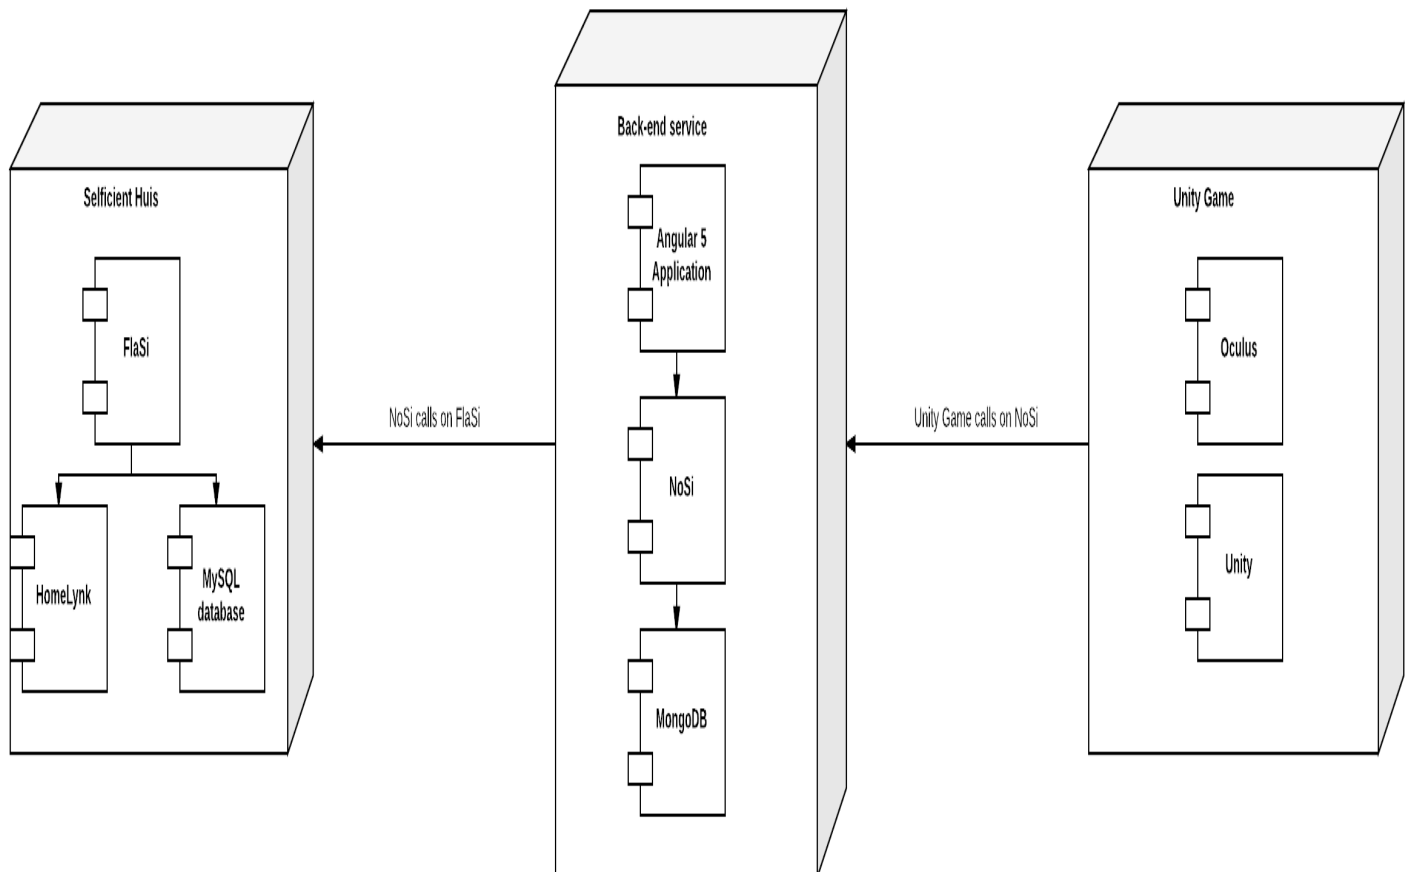 Back-end service
Selficient Huis
Unity Game
Angular 5
Application
FlaSi
Oculus
NoSi calls on FlaSi
Unity Game calls on NoSi
NoSi
Unity
HomeLynk
MySQL
database
MongoDB